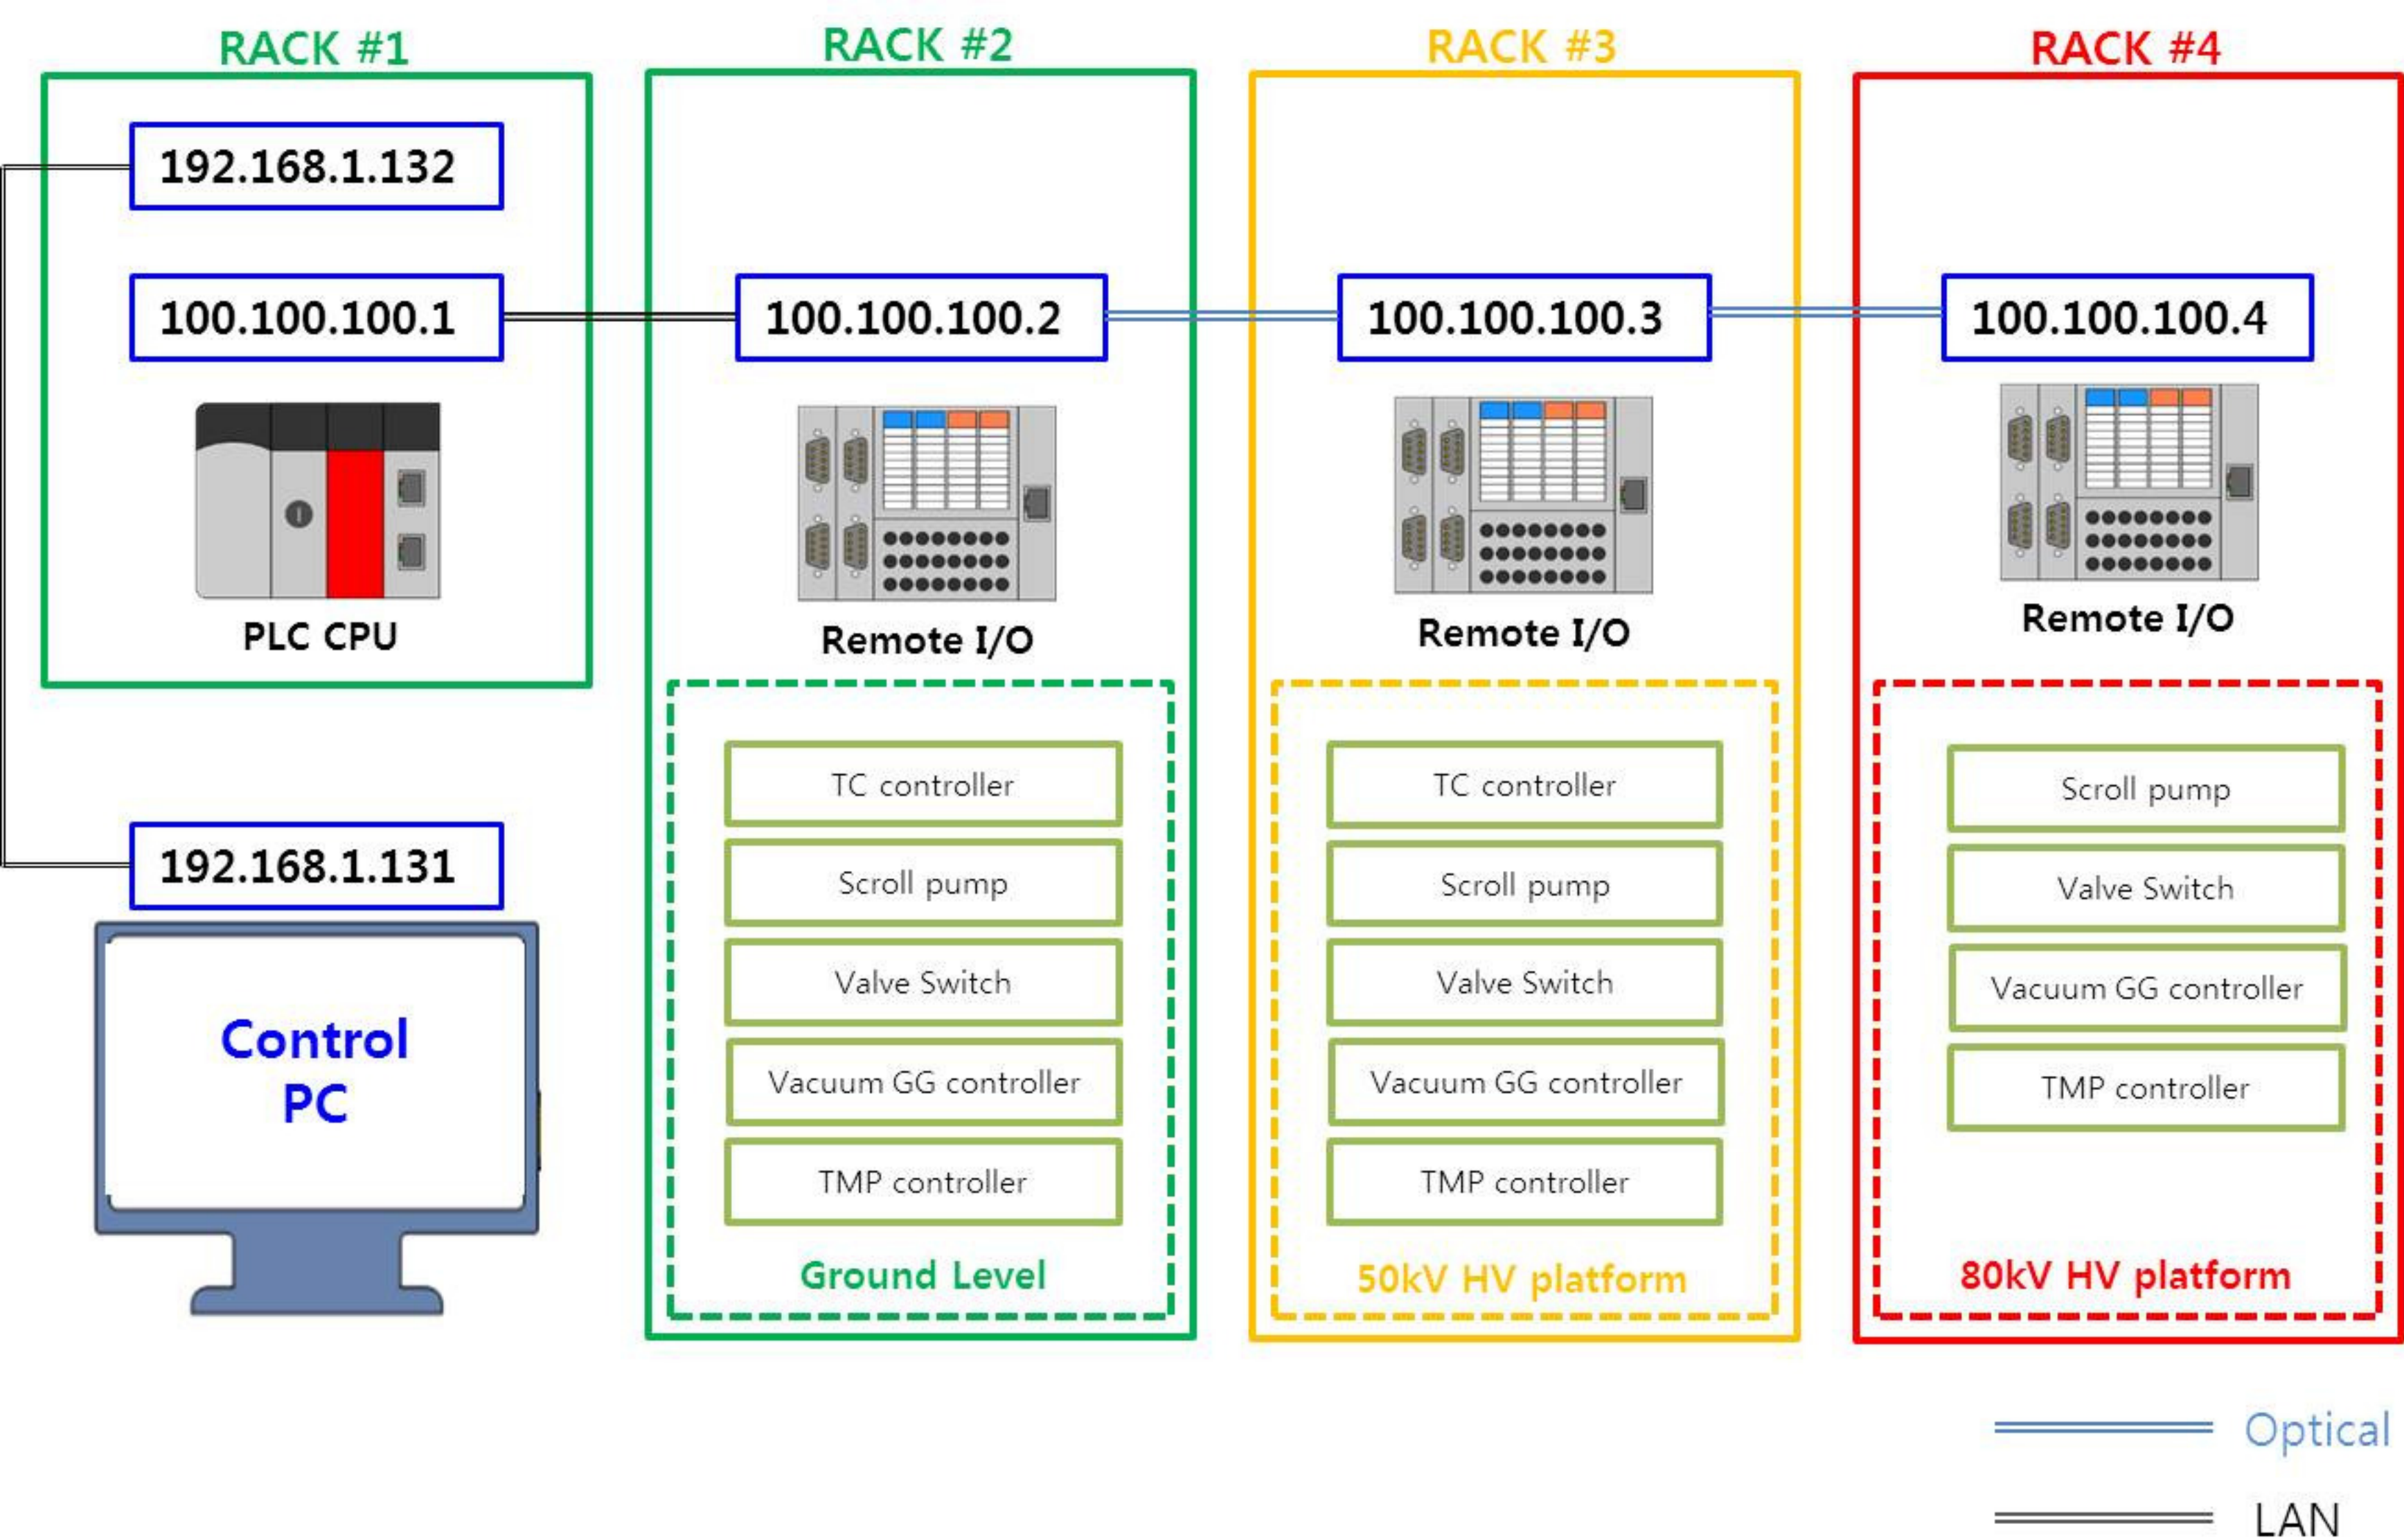 RACK #1
192.168.1.132
100.100.100.1
PLC CPU
192.168.1.131
Control
PC
RACK #2
100.100.100.2
Remote I/O
TC controller
Scroll pump
Valve Switch
Vacuum GG controller
TMP controller
Ground Level
RACK #3
100.100.100.3
Remote I/O
TC controller
Scroll pump
Valve Switch
Vacuum GG controller
TMP controller
50kV HV platform
RACK #4
100.100.100.4
Remote I/O
Scroll pump
Valve Switch
Vacuum GG controller
TMP controller
80kV HV platform
Optical
LAN